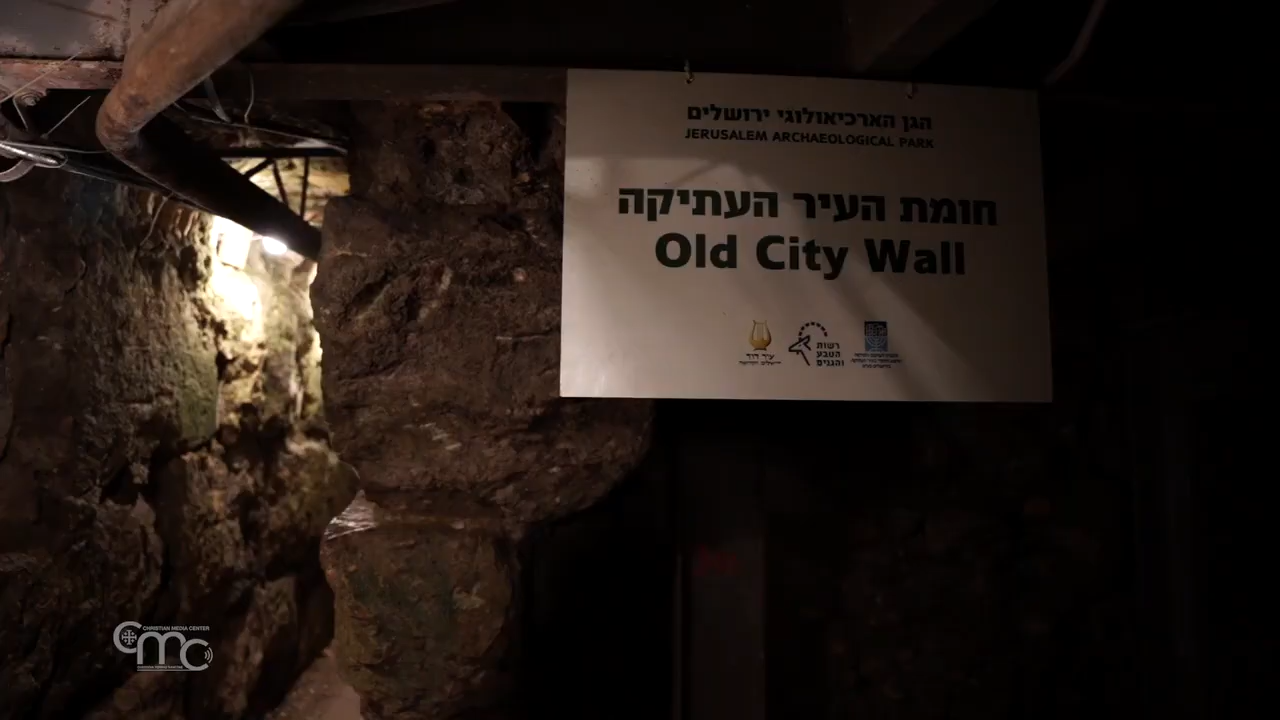 הגן הארכיאולוגי ירושלים
JERUSALEM ARCHAEOLOGICAL PARK
חומת העיר העתיקה
Old City Wall
עיר דוד
רשות
הטבע
והגנים
CHRISTIAN MEDIA CENTER
CMC